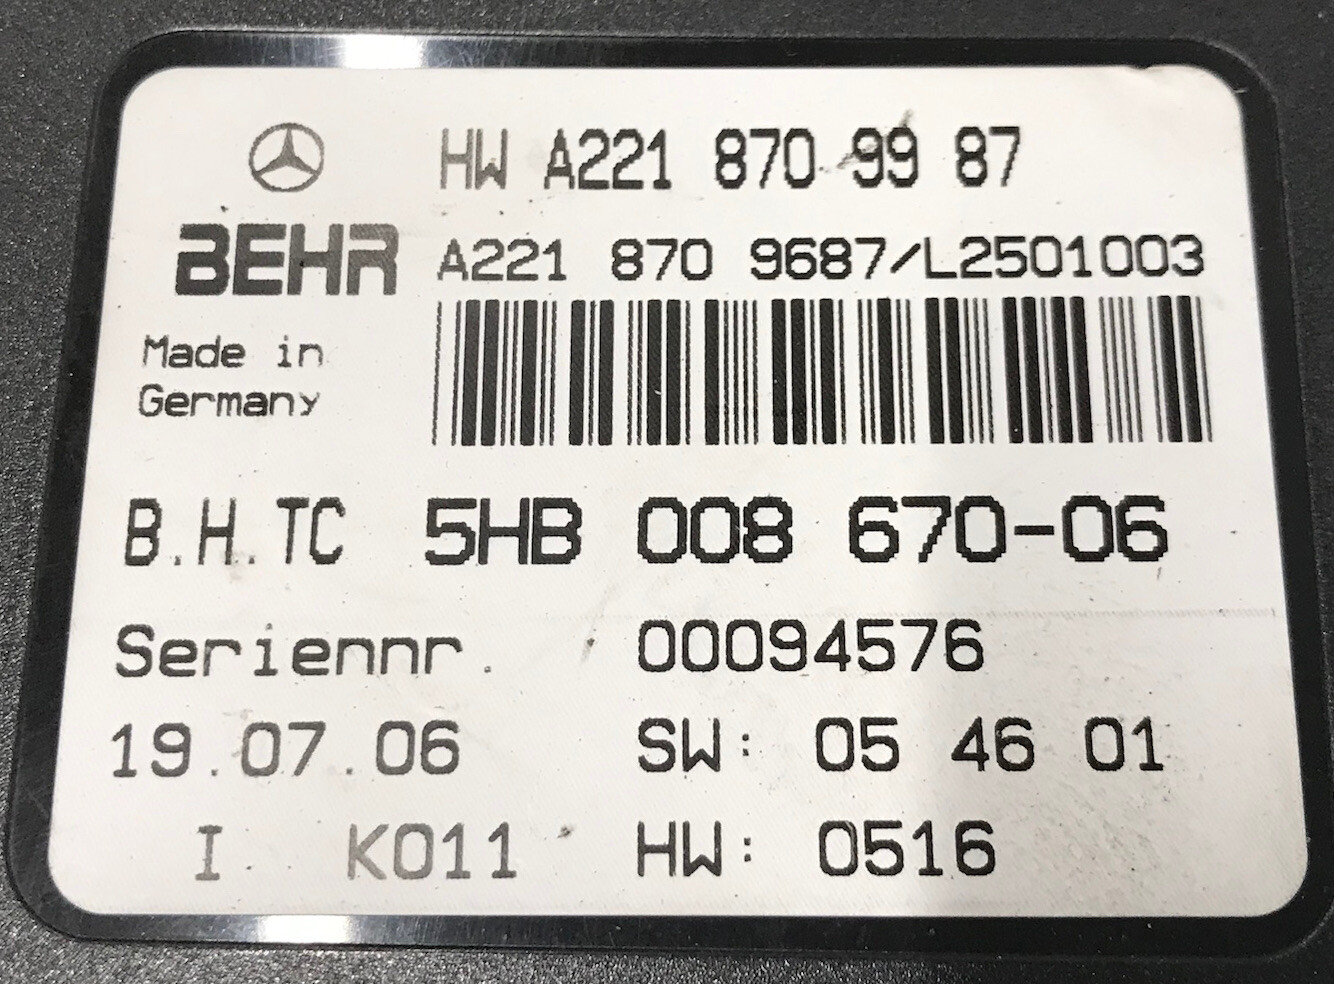 HW A221 870 99 87
BEHR
A221 870 9687/L2501003
Made in
Germany
B.H.TC 5HB 008 670-06
Seriennr. 00094576
19.07.06 SW: 05 46 01
I K011 HW: 0516